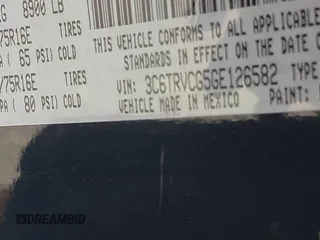 G 8900 LB
75R16E TIRES
( 65 PSI) COLD
/75R16E TIRES
PA ( 80 PSI) COLD
THIS VEHICLE CONFORMS TO ALL APPLICABLE
STANDARDS IN EFFECT ON THE DATE O
VIN: 3C6TRVCG5GE126582 TYPE
VEHICLE MADE IN MEXICO PAINT:
DREAMBID